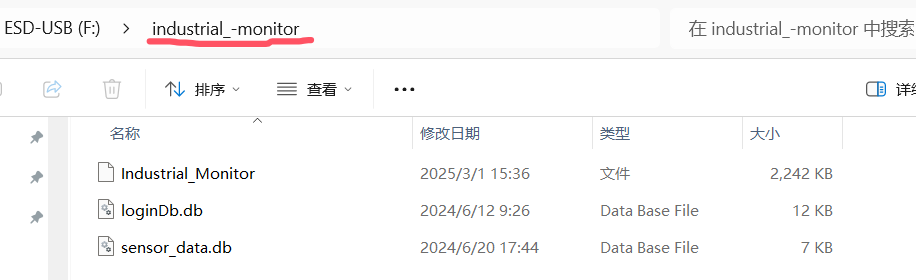 ESD-USB (F:) > industrial_-monitor 在 industrial_-monitor 中搜索
排序 查看 ••• 详细
名称 修改日期 类型 大小
Industrial_Monitor 2025/3/1 15:36 文件 2,242 KB
loginDb.db 2024/6/12 9:26 Data Base File 12 KB
sensor_data.db 2024/6/20 17:44 Data Base File 7 KB